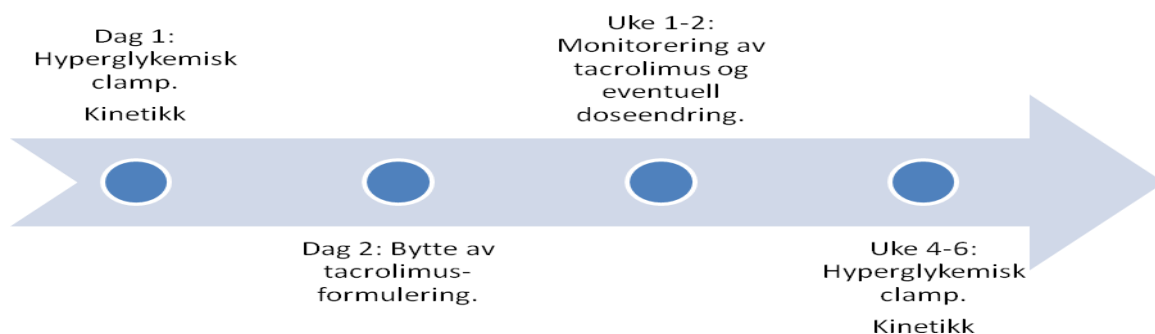 Dag 1:
Hyperglykemisk
clamp.
Kinetikk
Dag 2: Bytte av
tacrolimus-
formulering.
Uke 1-2:
Monitorering av
tacrolimus og
eventuell
doseendring.
Uke 4-6:
Hyperglykemisk
clamp.
Kinetikk